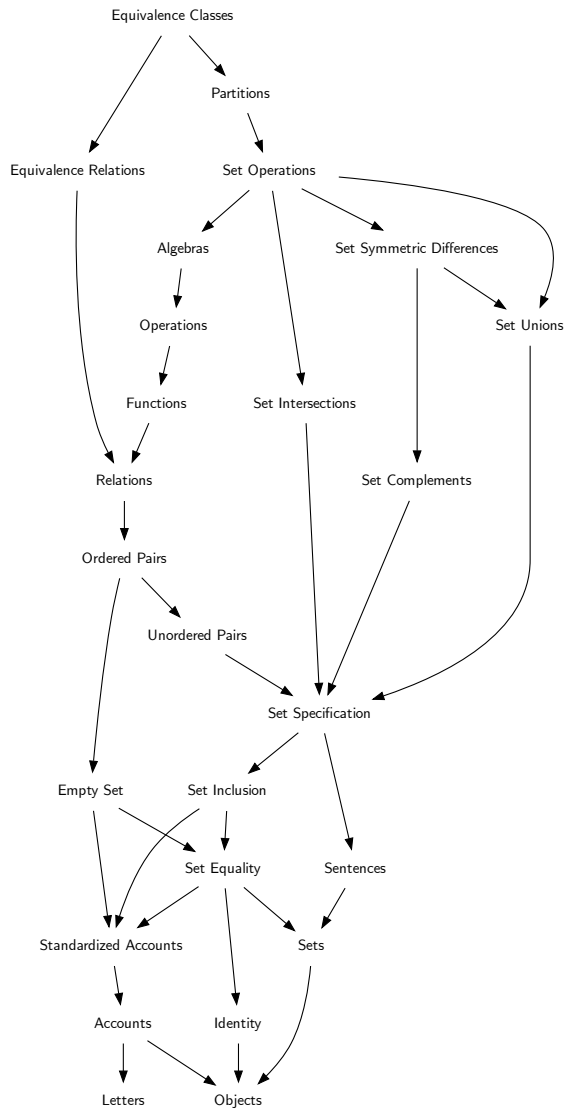 Equivalence Classes
Partitions
Equivalence Relations
Set Operations
Algebras
Set Symmetric Differences
Operations
Set Unions
Functions
Set Intersections
Relations
Set Complements
Ordered Pairs
Unordered Pairs
Set Specification
Empty Set
Set Inclusion
Set Equality
Sentences
Standardized Accounts
Sets
Accounts
Identity
Letters
Objects